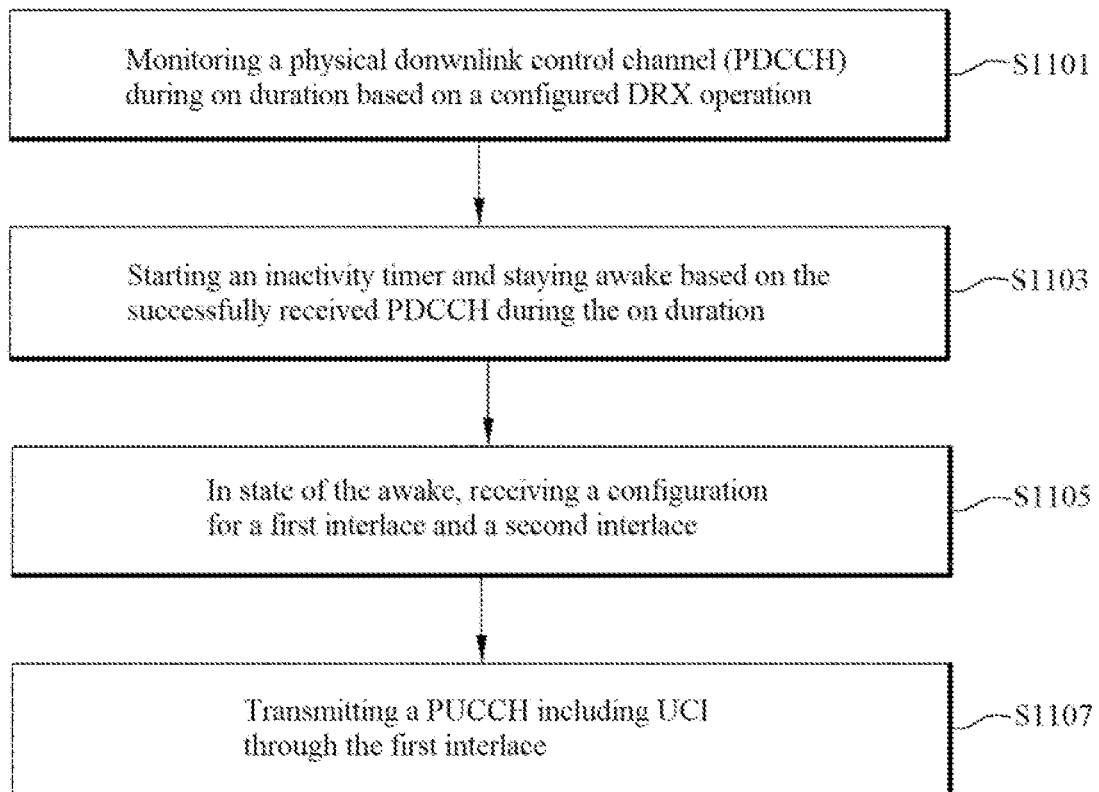 Monitoring a physical donwnlink control channel (PDCCH)
during on duration based on a configured DRX operation
S1101
Starting an inactivity timer and staying awake based on the
successfully received PDCCH during the on duration
S1103
In state of the awake, receiving a configuration
for a first interlace and a second interlace
S1105
Transmitting a PUCCH including UCI
through the first interlace
S1107